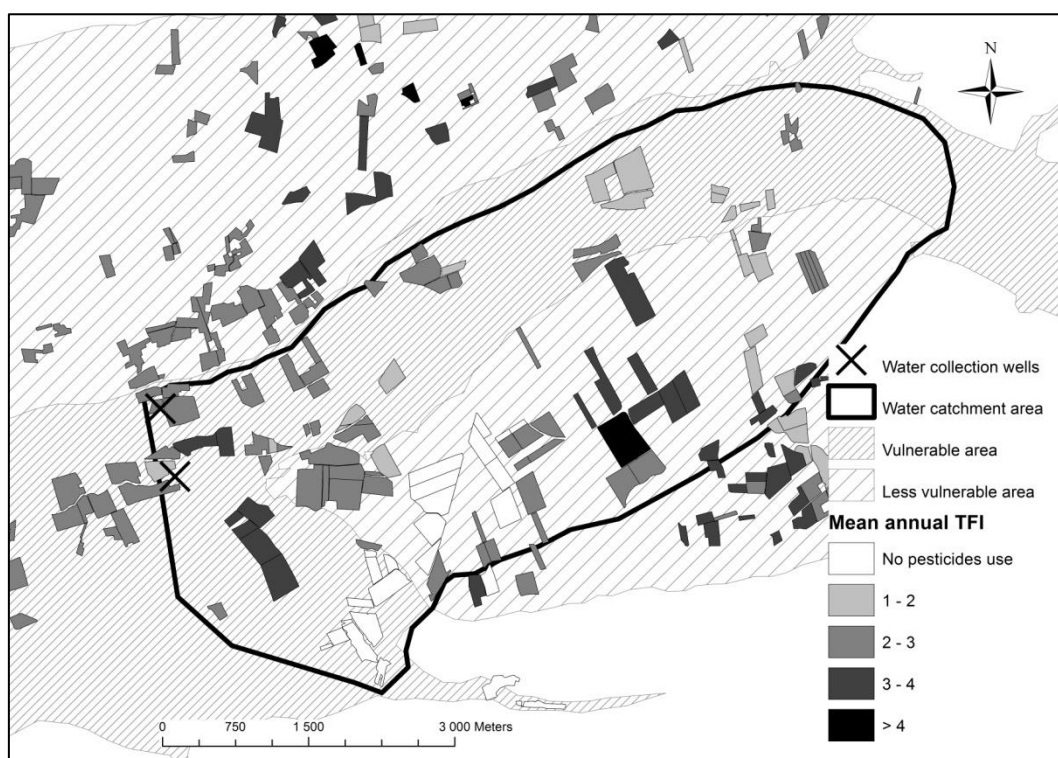 N
Water collection wells
Water catchment area
Vulnerable area
Less vulnerable area
Mean annual TFI
No pesticides use
1 - 2
2 - 3
3 - 4
> 4
0 750 1 500 3 000 Meters